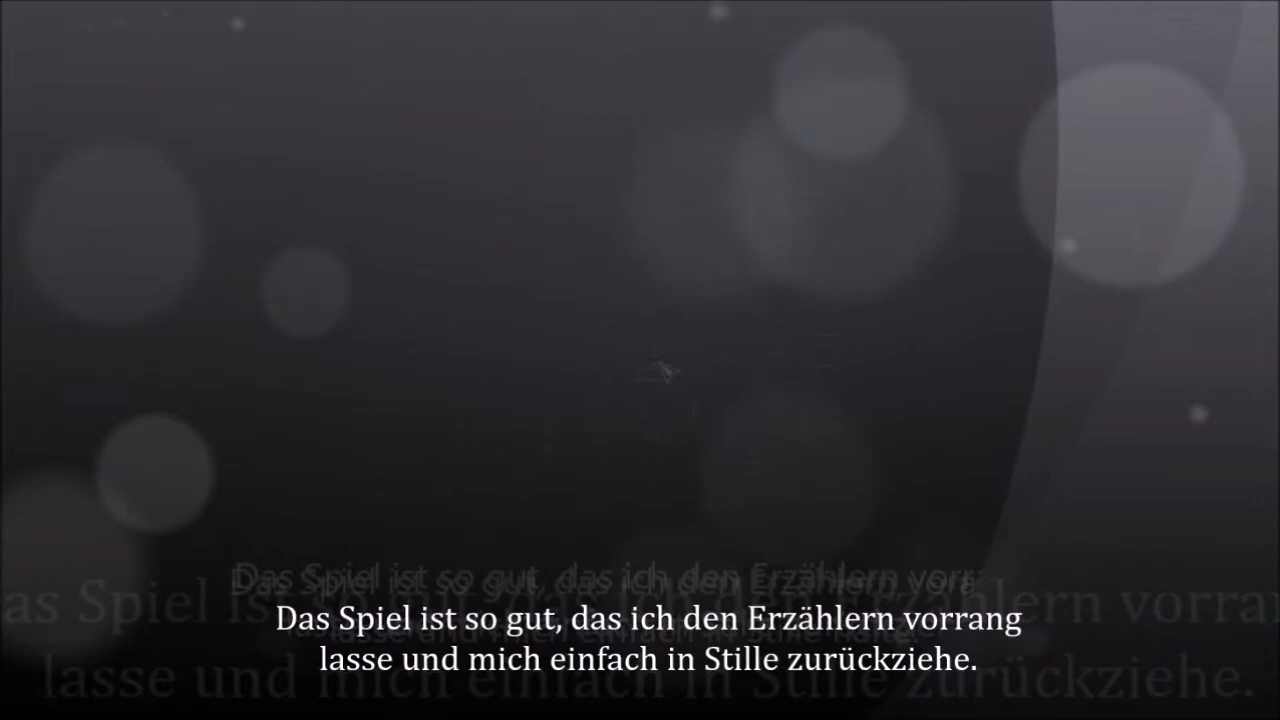 Das Spiel ist so gut, das ich den Erzählern vorrang
lasse und mich einfach in Stille zurückziehe.